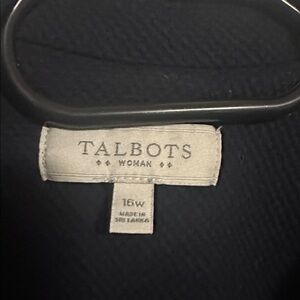 TALBOTS
WOMAN
16W
MADE IN
SRI LANKA